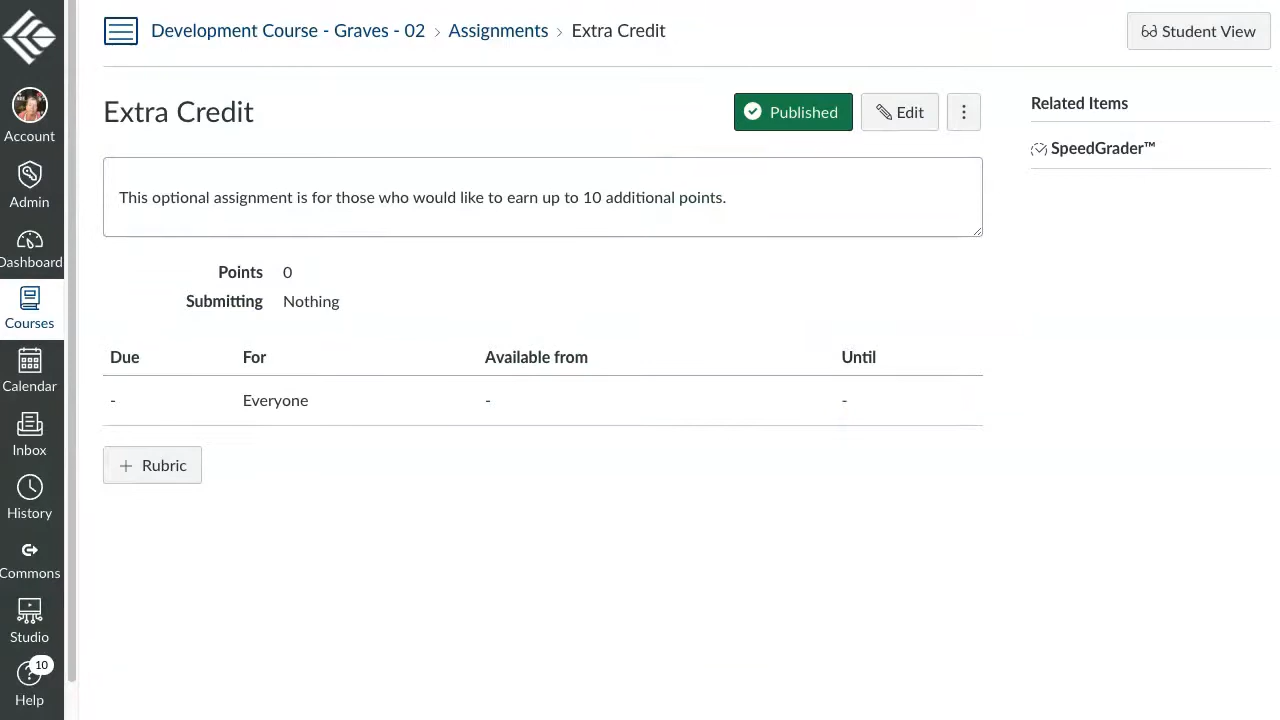 Development Course - Graves - 02 › Assignments › Extra Credit
Student View
Account
Admin
Dashboard
Courses
Calendar
Inbox
History
Commons
Studio
10
Help
Extra Credit
Published
Edit
This optional assignment is for those who would like to earn up to 10 additional points.
Points 0
Submitting Nothing
Due For Available from Until
- Everyone - -
+ Rubric
Related Items
SpeedGrader™